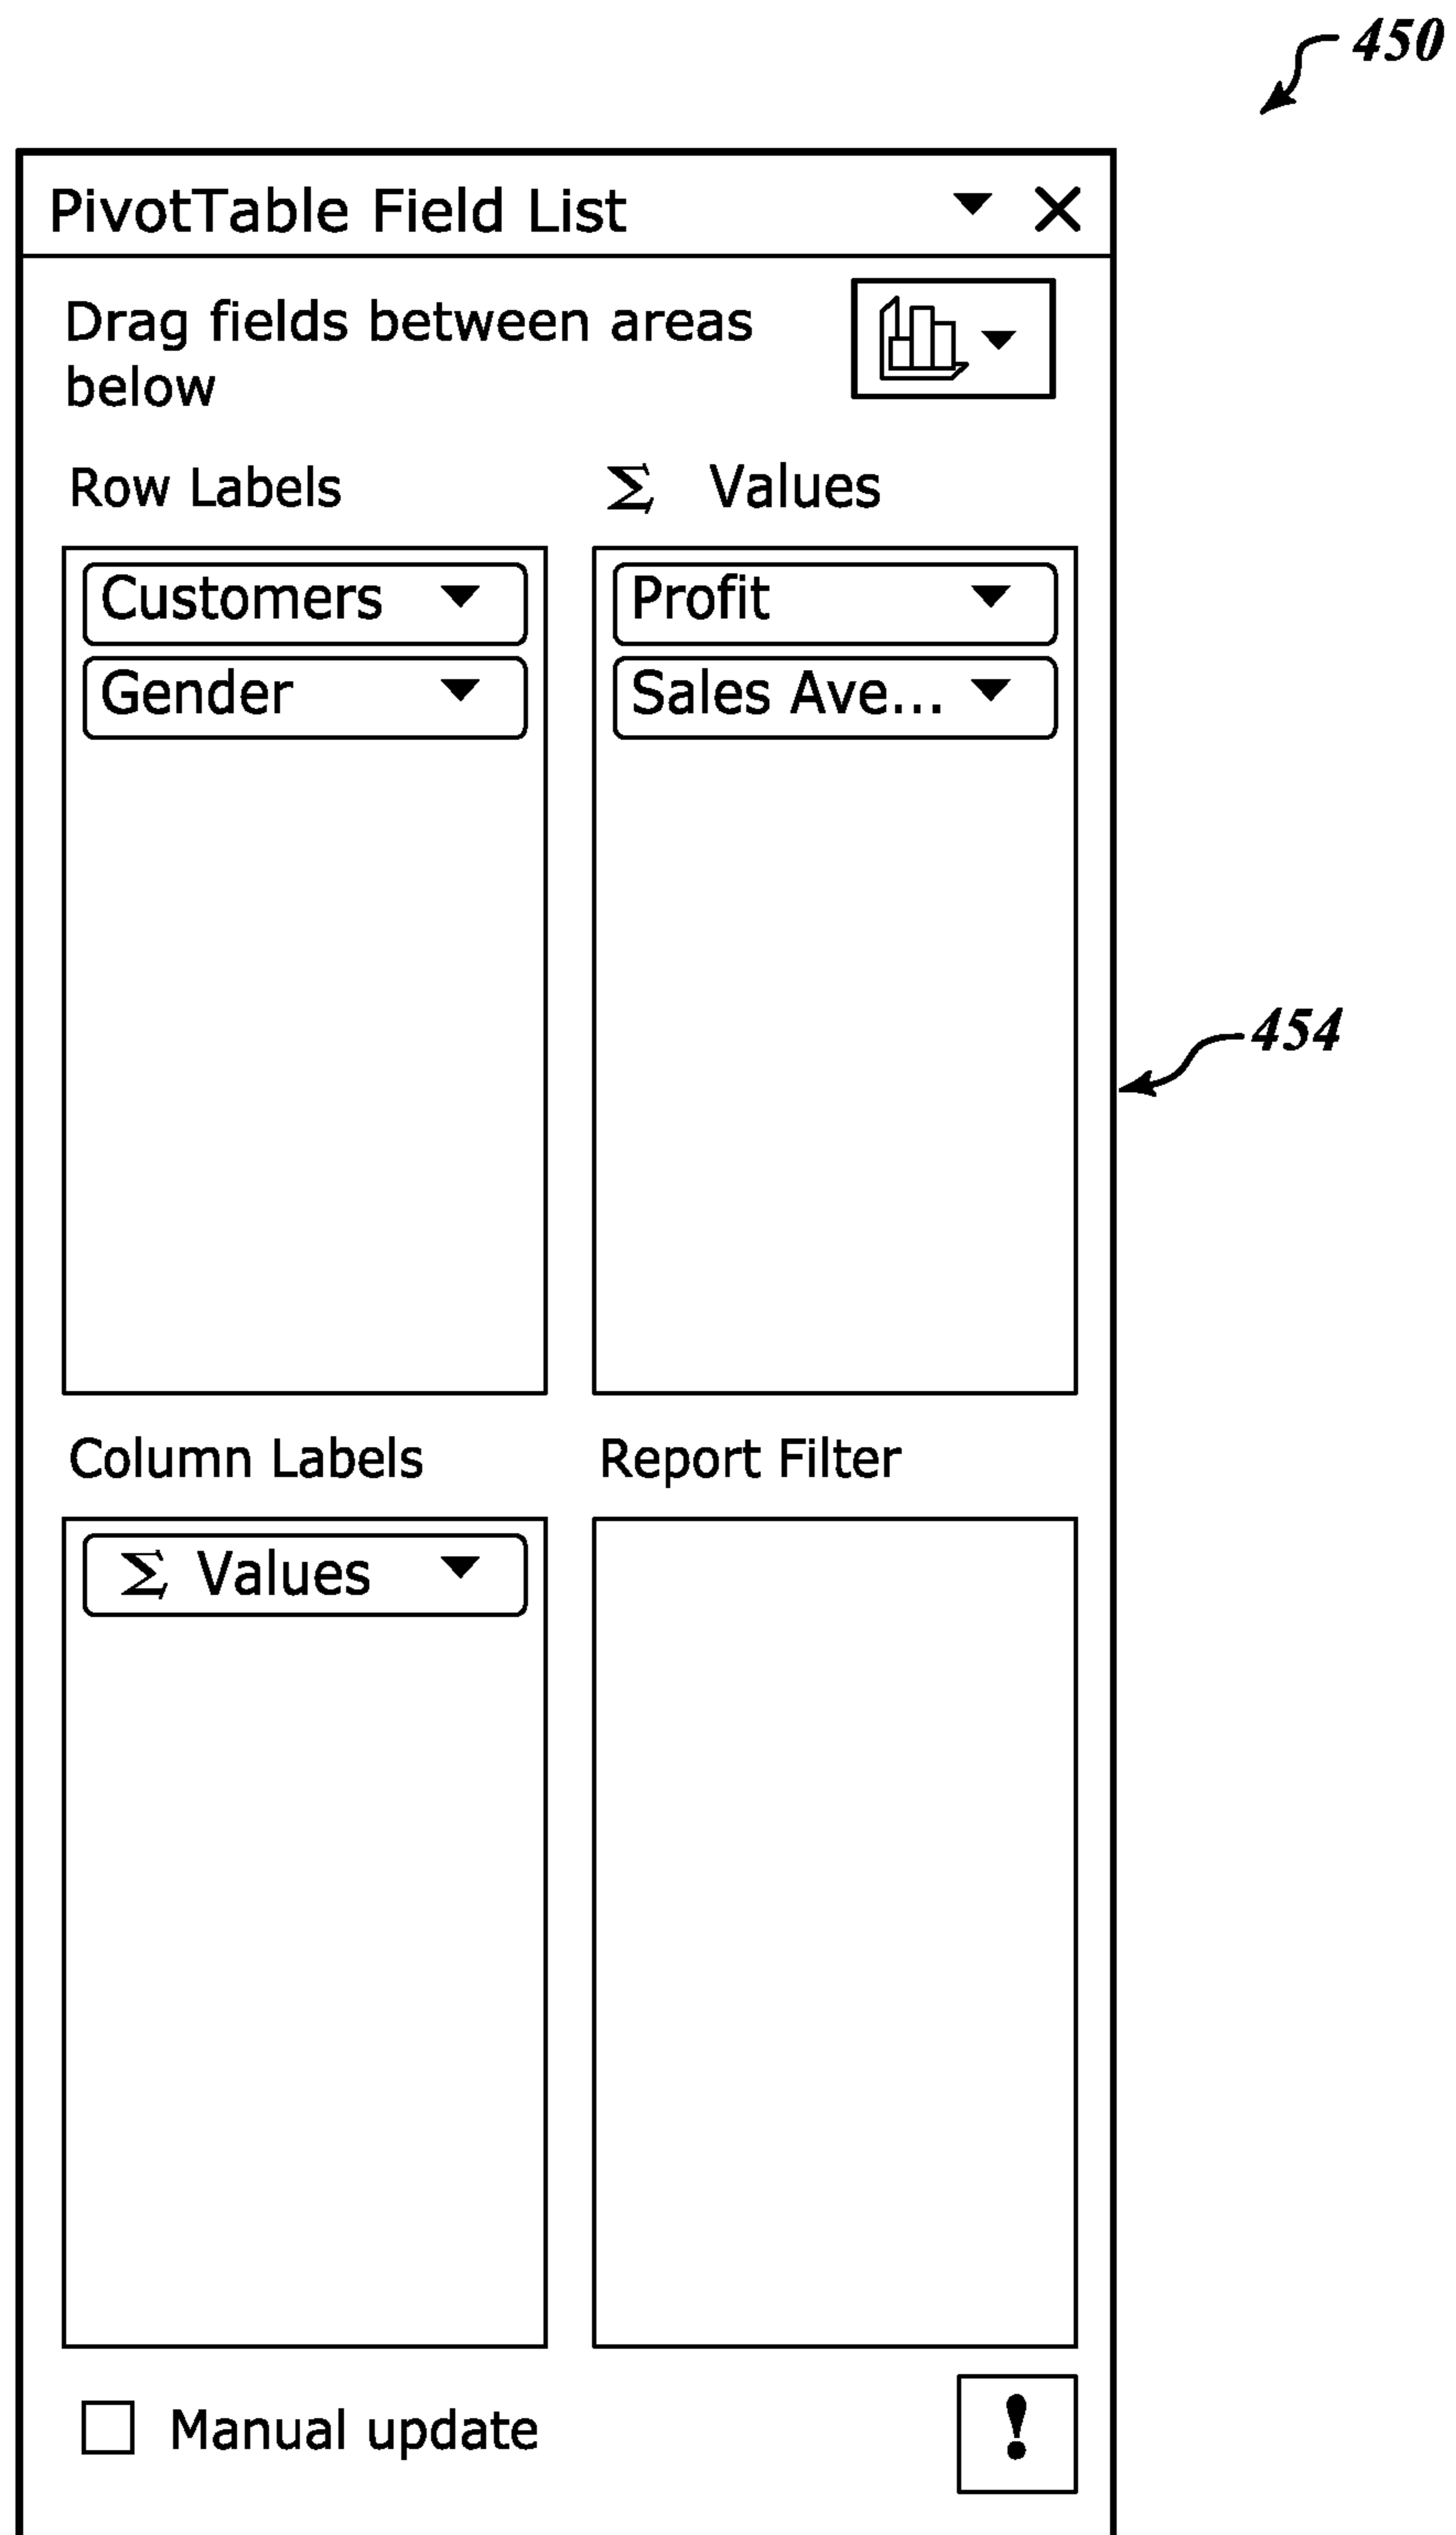 450
PivotTable Field List
Drag fields between areas
below
Row Labels
Σ Values
Customers
Gender
Profit
Sales Ave...
454
Column Labels
Report Filter
Σ Values
Manual update
!